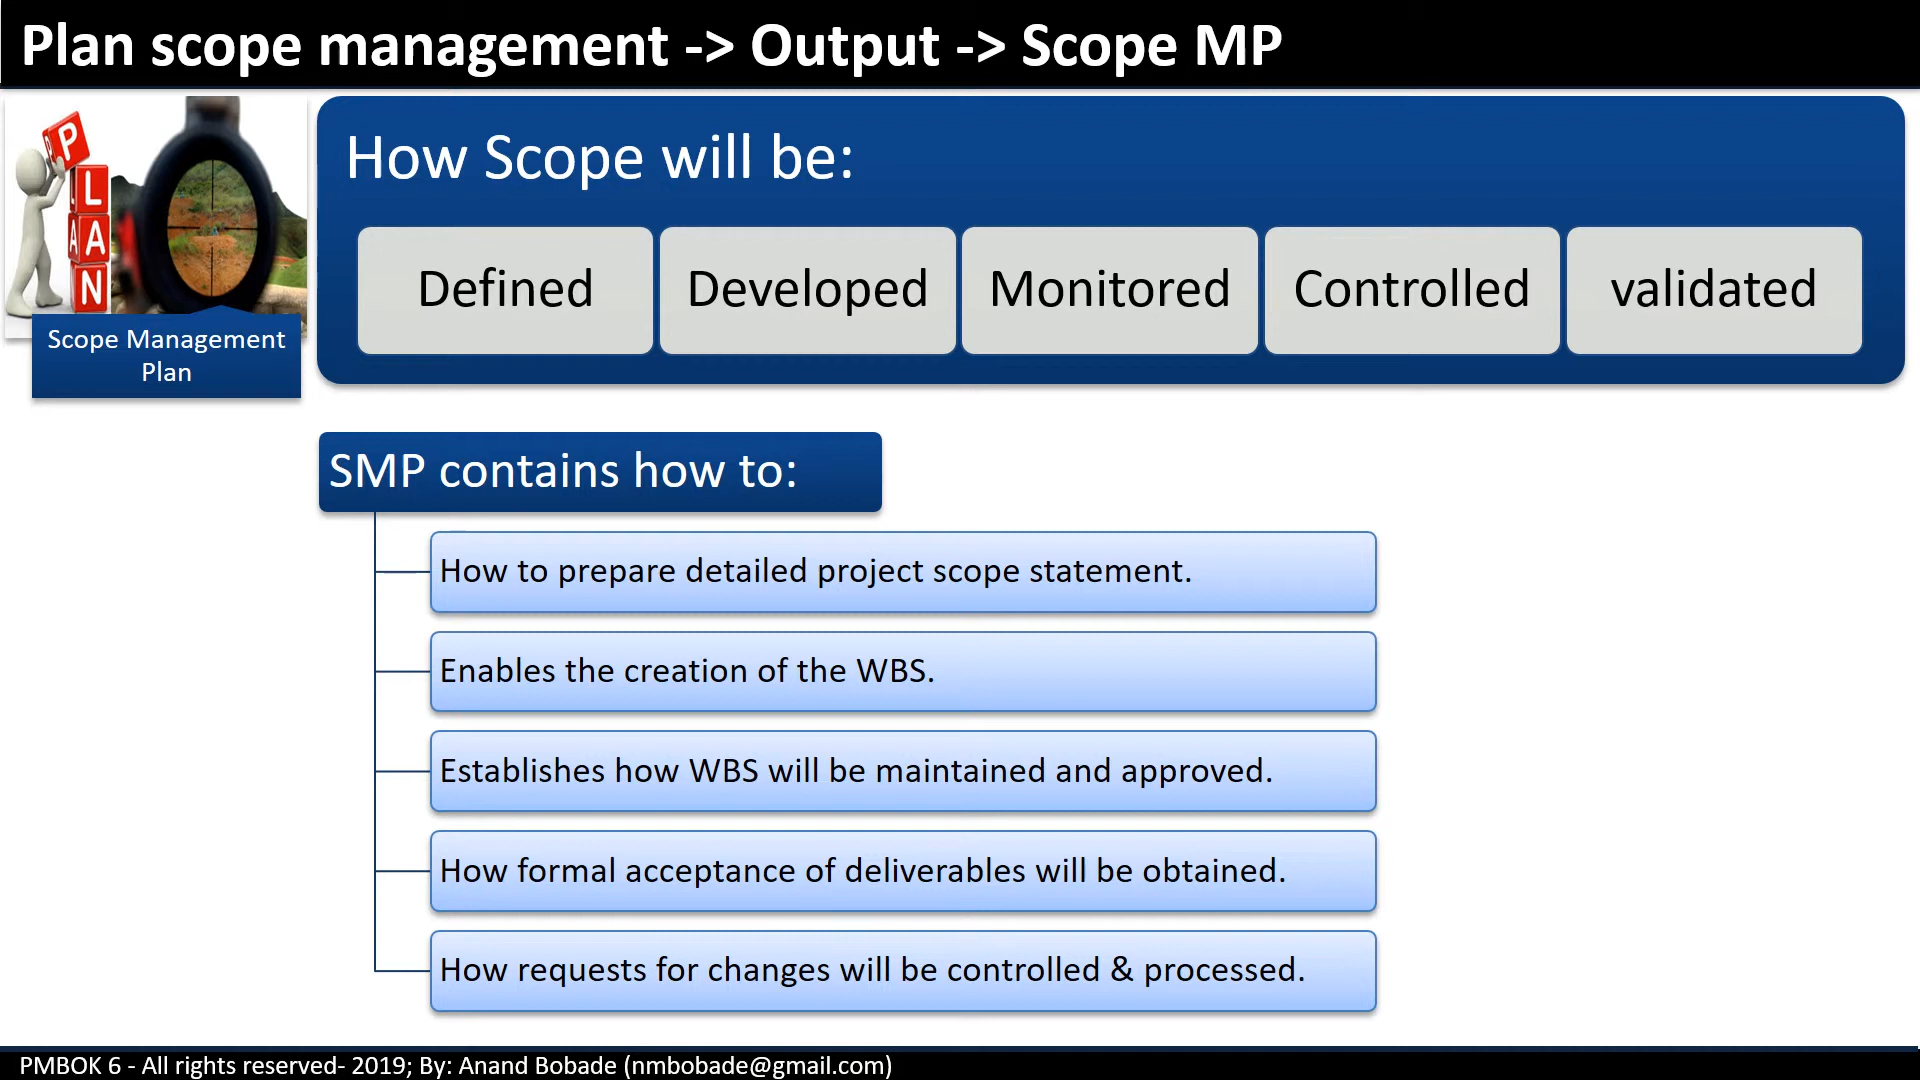 Plan scope management -> Output -> Scope MP
P
L
A
A
N
Scope Management
Plan
How Scope will be:
Defined
Developed
Monitored
Controlled
validated
SMP contains how to:
How to prepare detailed project scope statement.
Enables the creation of the WBS.
Establishes how WBS will be maintained and approved.
How formal acceptance of deliverables will be obtained.
How requests for changes will be controlled & processed.
PMBOK 6 - All rights reserved- 2019; By: Anand Bobade (nmbobade@gmail.com)